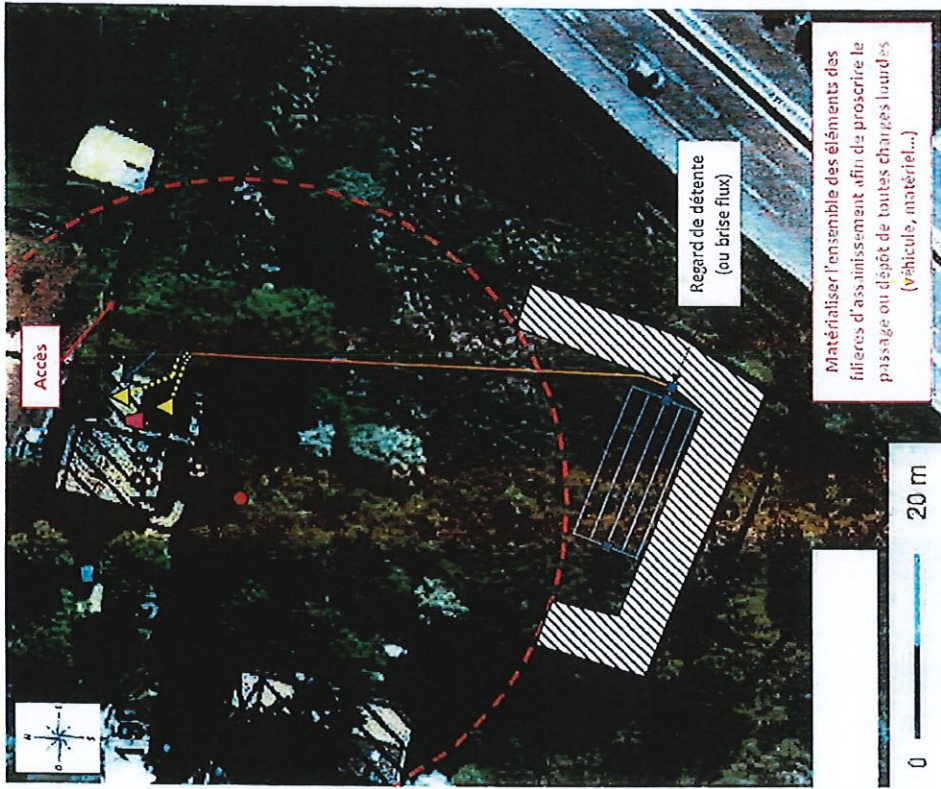 Accès
N
O
E
S
19
Regard de détente
(ou brise flux)
Matérialiser l'ensemble des éléments des
filières d'assainissement afin de proscrire le
passage ou dépôt de toutes charges lourdes
(véhicule, matériel...)
0
20 m